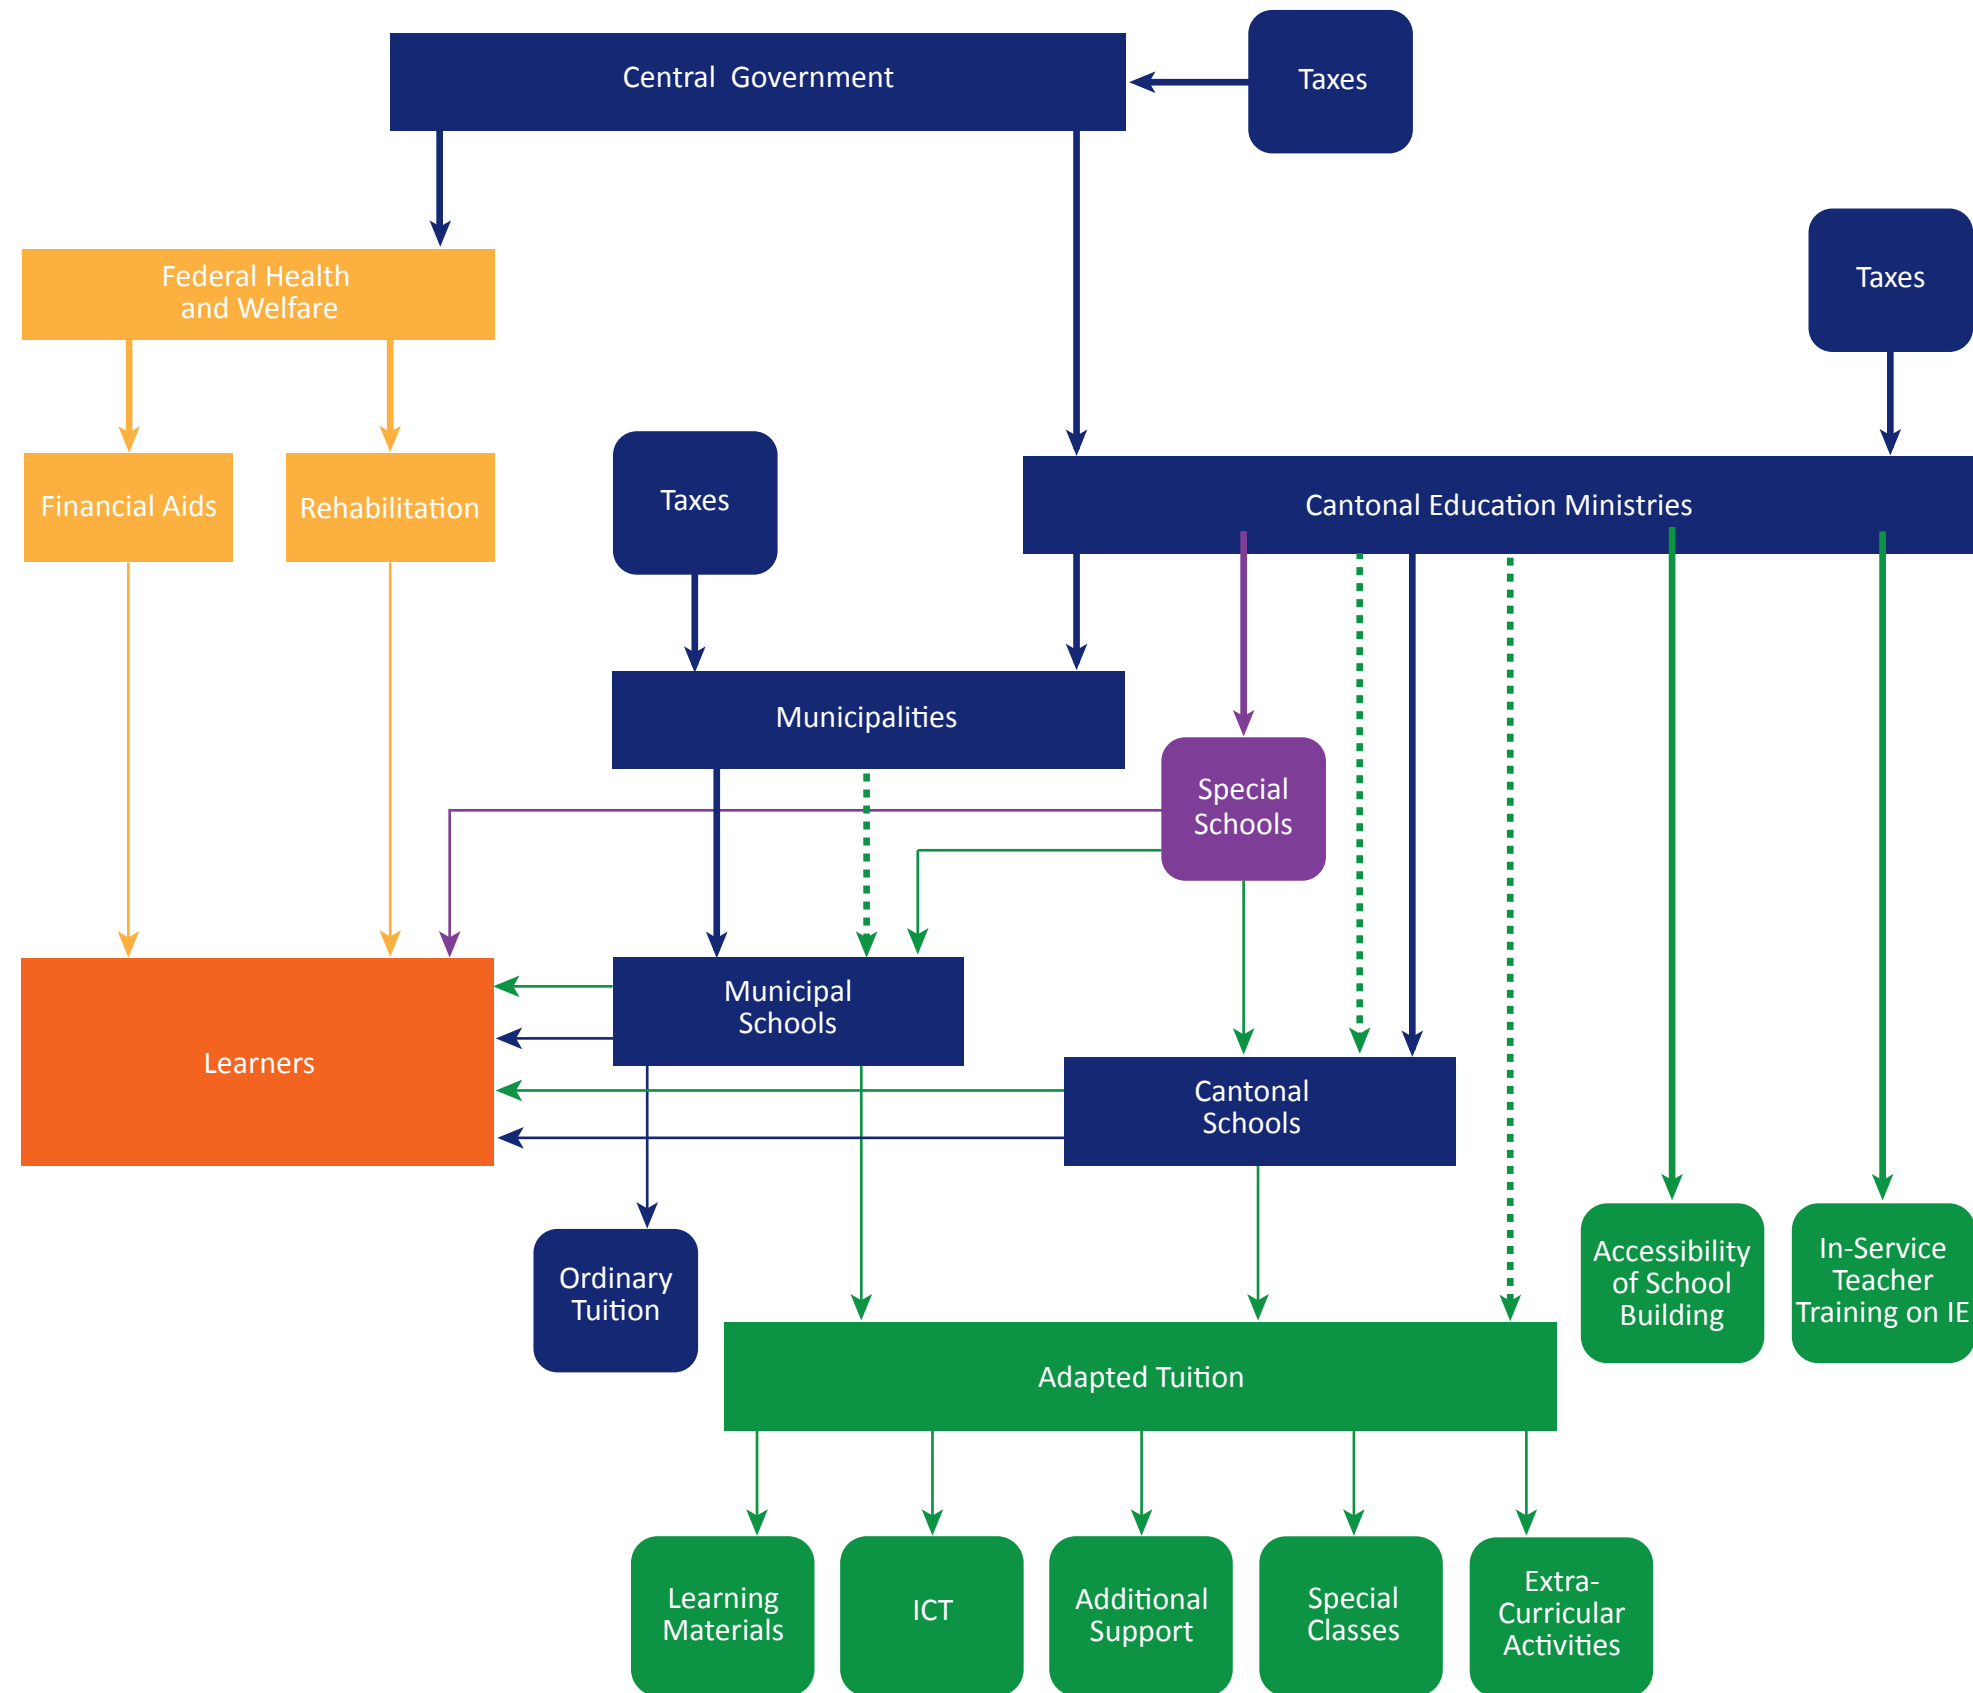 Central  Government
Taxes
Federal Health
and Welfare
Taxes
Financial Aids
Rehabilitation
Taxes
Cantonal Education Ministries
Municipalities
Special
Schools
Municipal
Schools
Learners
Cantonal
Schools
Ordinary
Tuition
Accessibility
of School
Building
In-Service
Teacher
Training on IE
Adapted Tuition
Learning
Materials
ICT
Additional
Support
Special
Classes
Extra-
Curricular
Activities